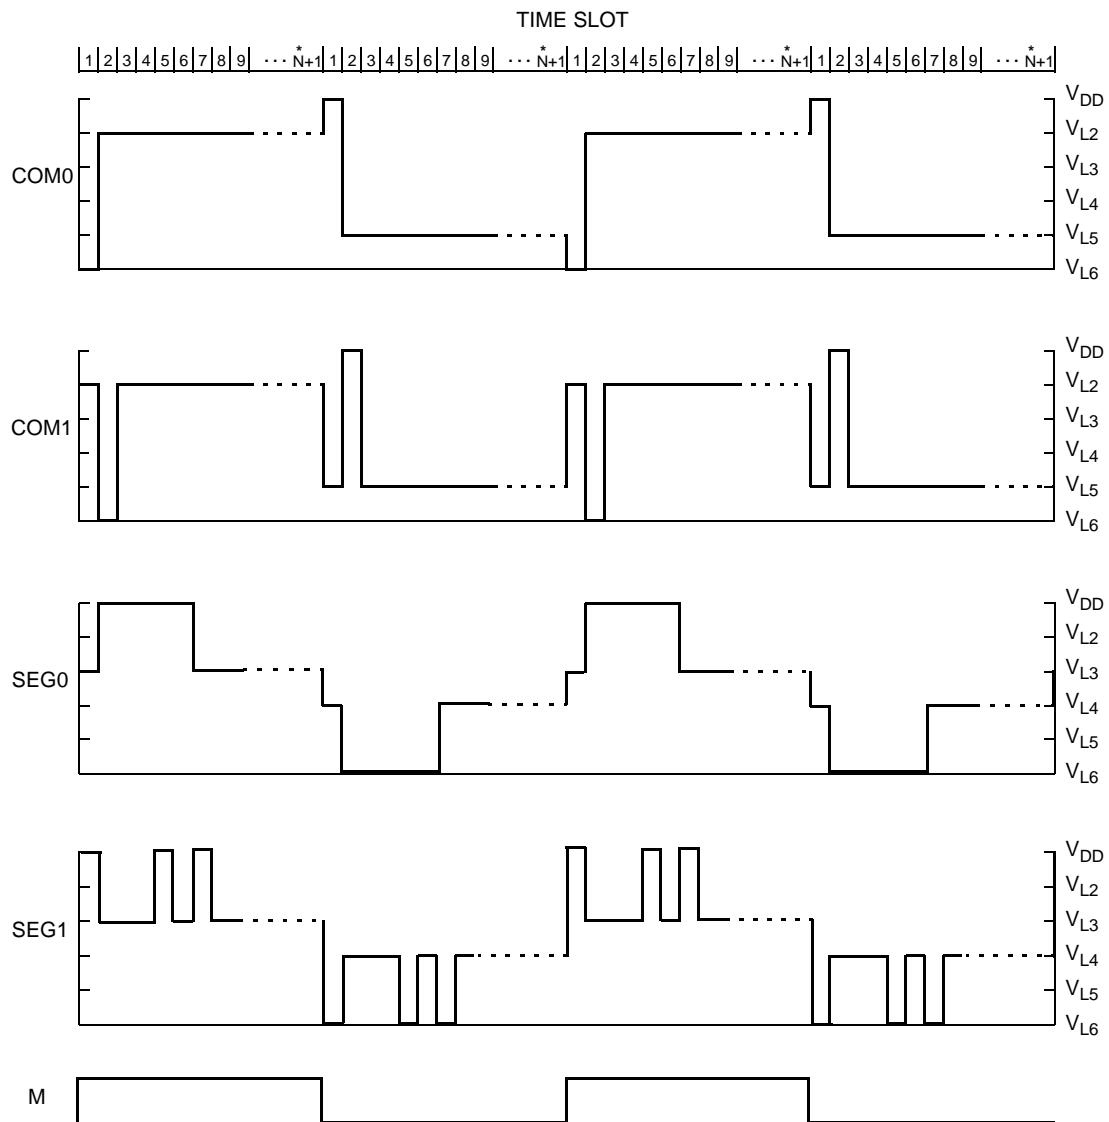 TIME SLOT
1 2 3 4 5 6 7 8 9 ··· N+1* 1 2 3 4 5 6 7 8 9 ··· N+1* 1 2 3 4 5 6 7 8 9 ··· N+1* 1 2 3 4 5 6 7 8 9 ··· N+1*
COM0
VDD
VL2
VL3
VL4
VL5
VL6
COM1
VDD
VL2
VL3
VL4
VL5
VL6
SEG0
VDD
VL2
VL3
VL4
VL5
VL6
SEG1
VDD
VL2
VL3
VL4
VL5
VL6
M